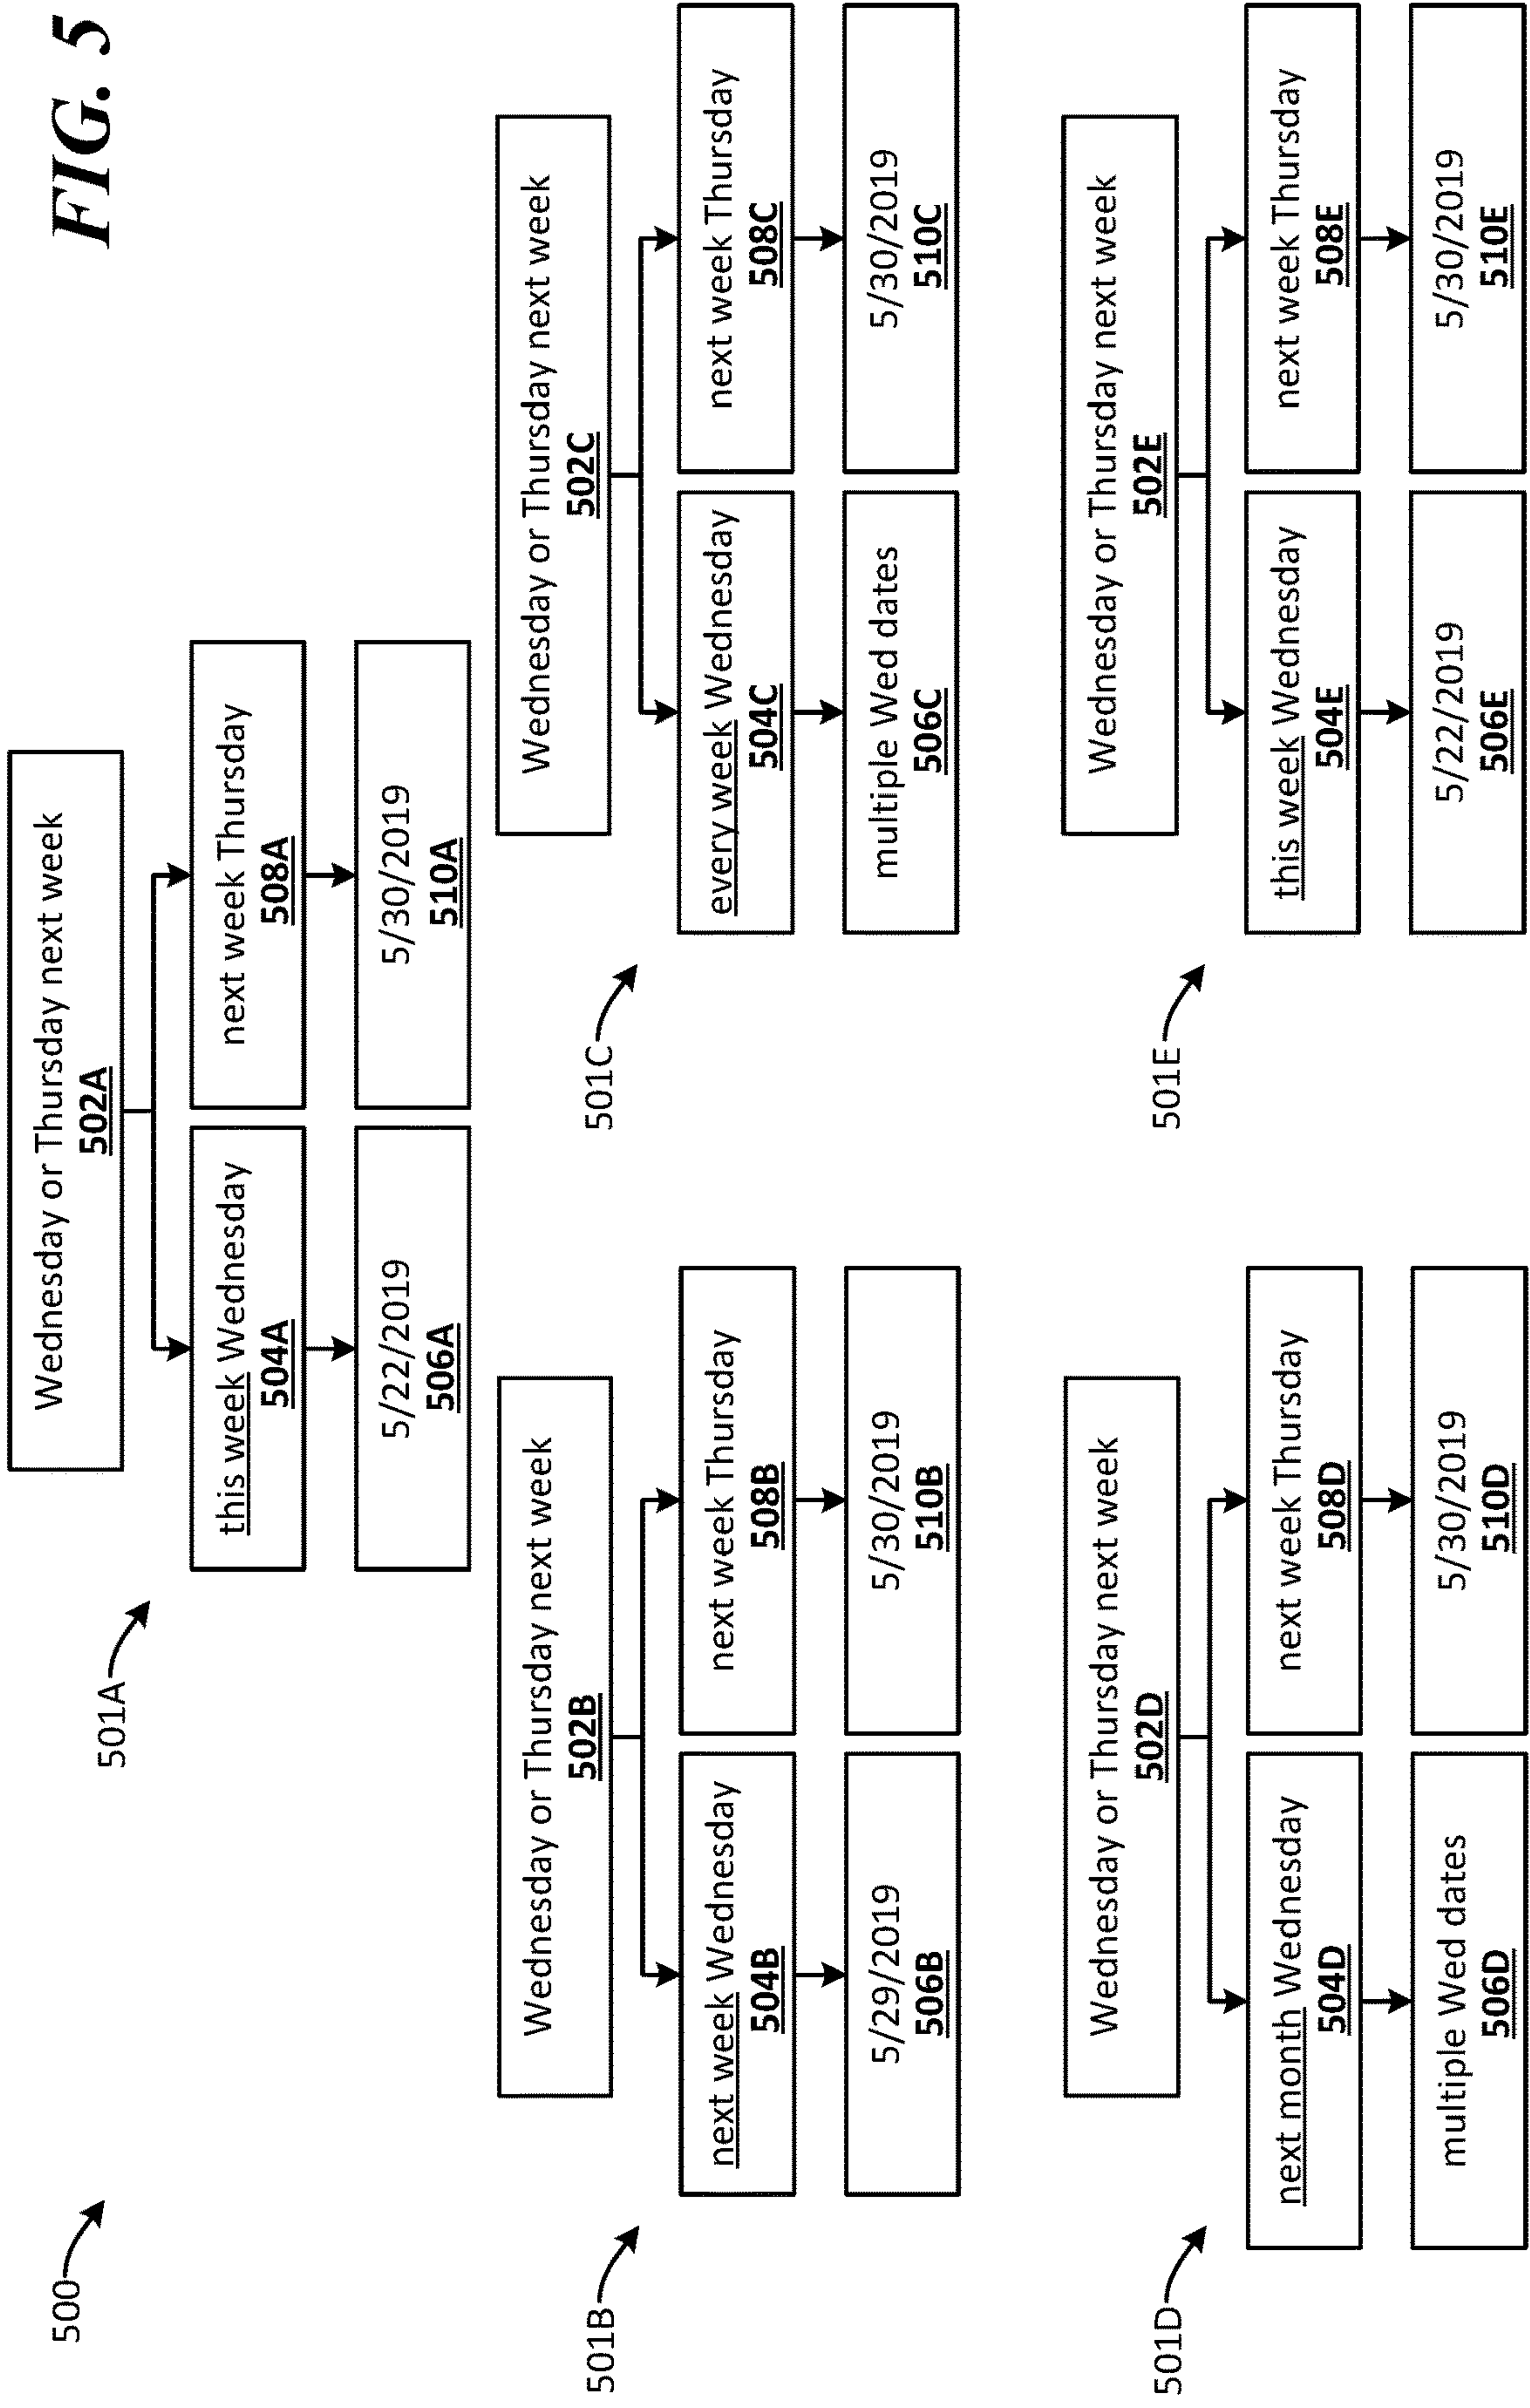 500
FIG. 5
501A
Wednesday or Thursday next week
502A
this week Wednesday
504A
next week Thursday
508A
5/22/2019
506A
5/30/2019
510A
501B
Wednesday or Thursday next week
502B
next week Wednesday
504B
next week Thursday
508B
5/29/2019
506B
5/30/2019
510B
501C
Wednesday or Thursday next week
502C
every week Wednesday
504C
next week Thursday
508C
multiple Wed dates
506C
5/30/2019
510C
501D
Wednesday or Thursday next week
502D
next month Wednesday
504D
next week Thursday
508D
multiple Wed dates
506D
5/30/2019
510D
501E
Wednesday or Thursday next week
502E
this week Wednesday
504E
next week Thursday
508E
5/22/2019
506E
5/30/2019
510E